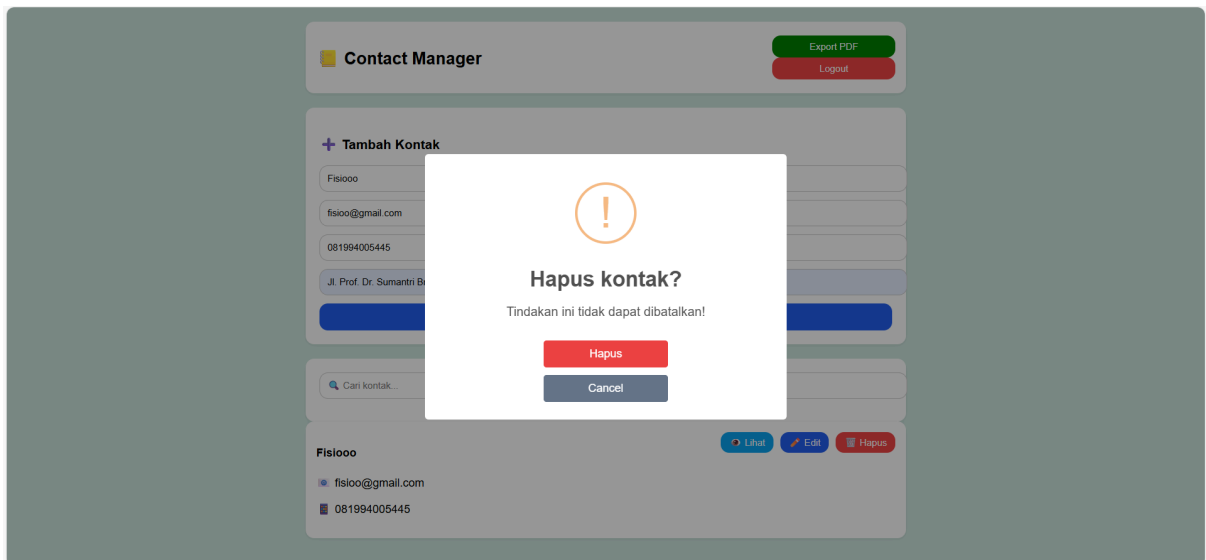 Contact Manager
Export PDF
Logout
Tambah Kontak
Fisiooo
fisioo@gmail.com
081994005445
Jl. Prof. Dr. Sumantri
Hapus kontak?
Tindakan ini tidak dapat dibatalkan!
Hapus
Cancel
Cari kontak...
Fisiooo
Lihat
Edit
Hapus
fisioo@gmail.com
081994005445